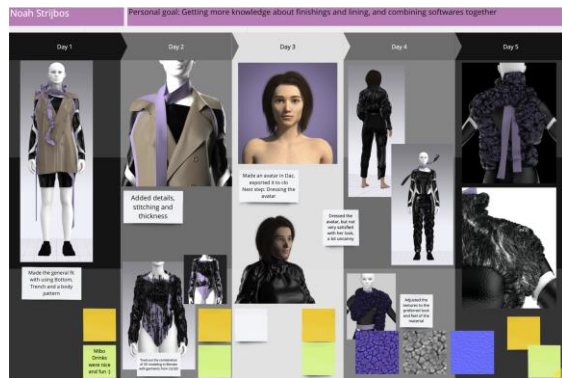 Noah Strijbos
Personal goal: Getting more knowledge about finishings and lining, and combining softwares together
Day 1
Day 2
Day 3
Day 4
Day 5
Made the general fit
with using Bottom,
Trench and a body
pattern
Mibo
Drinks
were nice
and fun :)
Added details,
stitching and
thickness
Made an avatar in Daz,
exported it to clo
Next step: Dressing the
avatar
Dressed the
avatar, but not
very satisfied
with her look,
a bit uncanny
Adjusted the
textures to the
preferred look
and feel of the
material